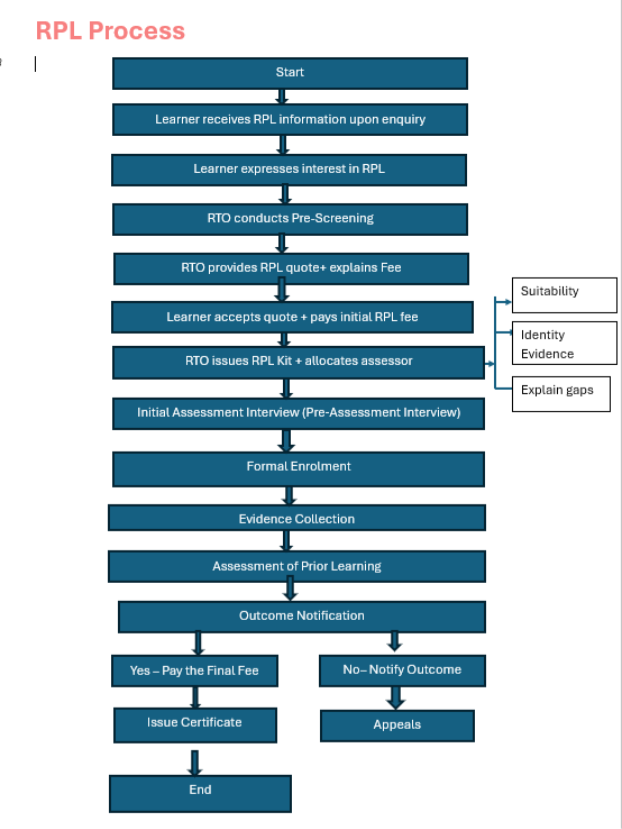 RPL Process
Start
Learner receives RPL information upon enquiry
Learner expresses interest in RPL
RTO conducts Pre-Screening
RTO provides RPL quote+ explains Fee
Learner accepts quote + pays initial RPL fee
RTO issues RPL Kit + allocates assessor
Suitability
Identity
Evidence
Explain gaps
Initial Assessment Interview (Pre-Assessment Interview)
Formal Enrolment
Evidence Collection
Assessment of Prior Learning
Outcome Notification
Yes – Pay the Final Fee
No– Notify Outcome
Issue Certificate
Appeals
End